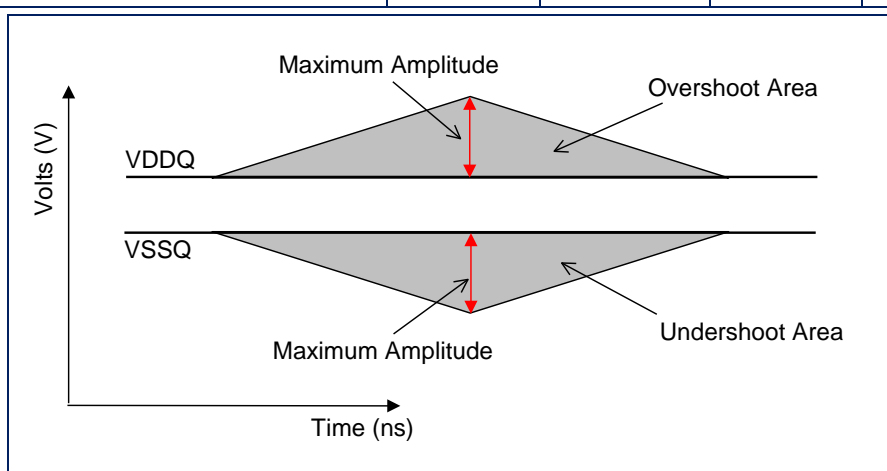 Maximum Amplitude
Overshoot Area
Volts (V)
VDDQ
VSSQ
Undershoot Area
Maximum Amplitude
Time (ns)